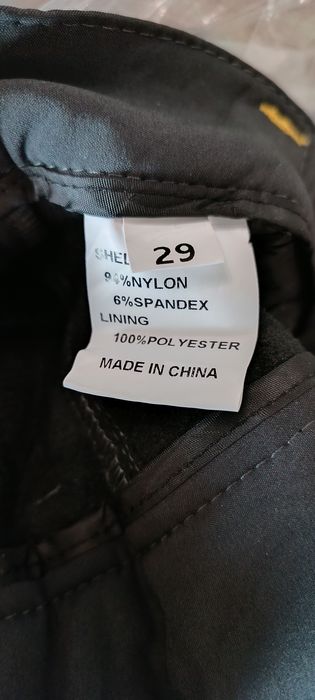 SHEL
29
94%NYLON
6%SPANDEX
LINING
100%POLYESTER
MADE IN CHINA